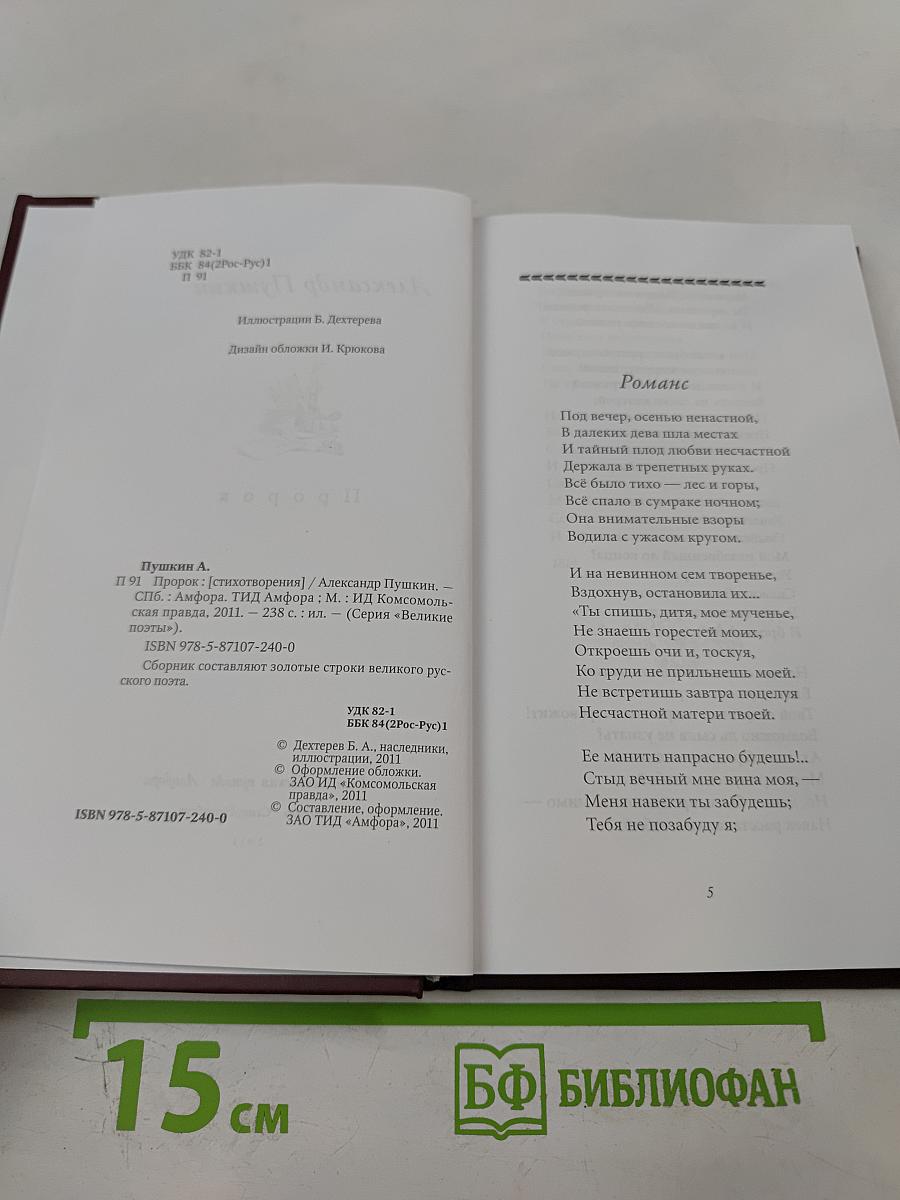 УДК 82-1
ББК 84(2Рос-Рус)1
П 91
Александр Пушкин
Иллюстрации Б. Дехтерева
Дизайн обложки И. Крюкова
Пророк
Пушкин А.
П 91 Пророк : [стихотворения] / Александр Пушкин. —
СПб. : Амфора. ТИД Амфора ; М. : ИД Комсомоль-
ская правда, 2011. — 238 с. : ил. — (Серия «Великие
поэты»).
ISBN 978-5-87107-240-0
Сборник составляют золотые строки великого рус-
ского поэта.
УДК 82-1
ББК 84(2Рос-Рус)1
© Дехтерев Б. А., наследники,
иллюстрации, 2011
© Оформление обложки.
ЗАО ИД «Комсомольская
правда», 2011
© Составление, оформление.
ЗАО ТИД «Амфора», 2011
ISBN 978-5-87107-240-0
Романс
Под вечер, осенью ненастной,
В далеких дева шла местах
И тайный плод любви несчастной
Держала в трепетных руках.
Всё было тихо — лес и горы,
Всё спало в сумраке ночном;
Она внимательные взоры
Водила с ужасом кругом.
И на невинном сем творенье,
Вздохнув, остановила их...
«Ты спишь, дитя, мое мученье,
Не знаешь горестей моих,
Откроешь очи и, тоскуя,
Ко груди не прильнешь моей.
Не встретишь завтра поцелуя
Несчастной матери твоей.
Ее манить напрасно будешь!..
Стыд вечный мне вина моя, —
Меня навеки ты забудешь;
Тебя не позабуду я;
5
15 см
БФ БИБЛИОФАН